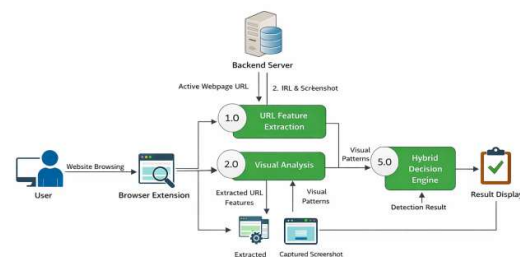 Backend Server
Active Webpage URL
2. IRL & Screenshot
1.0
URL Feature
Extraction
Website Browsing
2.0
Visual Analysis
Visual
Patterns
5.0
Hybrid
Decision
Engine
User
Browser Extension
Extracted URL
Features
Visual
Patterns
Detection Result
Result Display
Extracted
Captured Screenshot